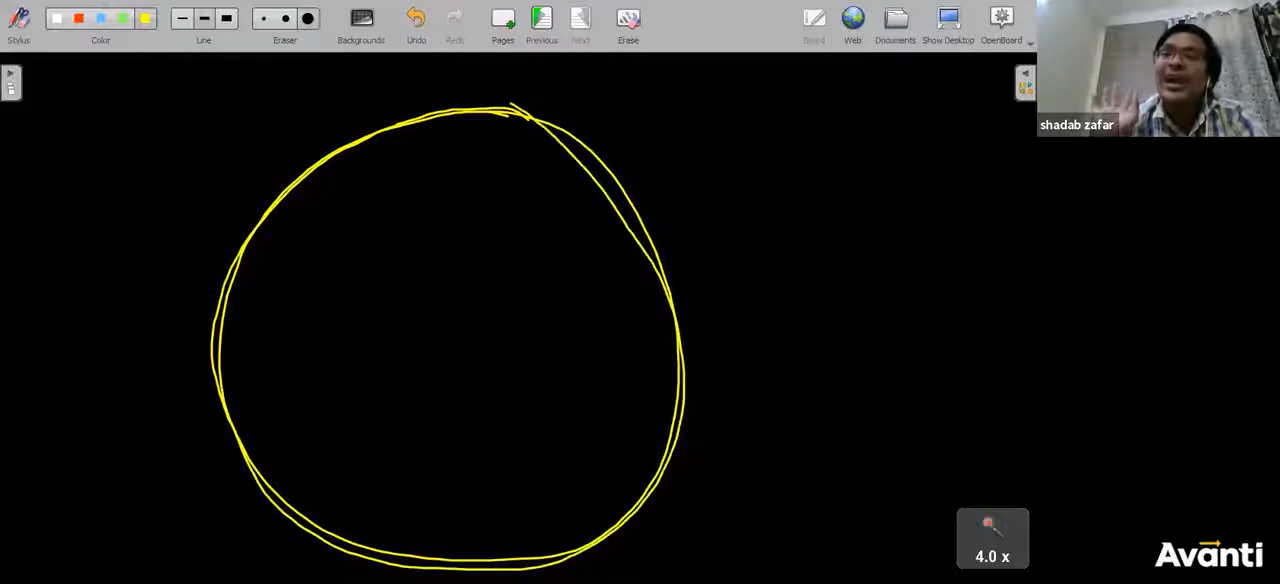 Stylus
Color
Line
Eraser
Backgrounds
Undo
Redo
Pages
Previous
Next
Erase
Board
Web
Documents
Show Desktop
OpenBoard
shadab zafar
4.0 x
Avanti